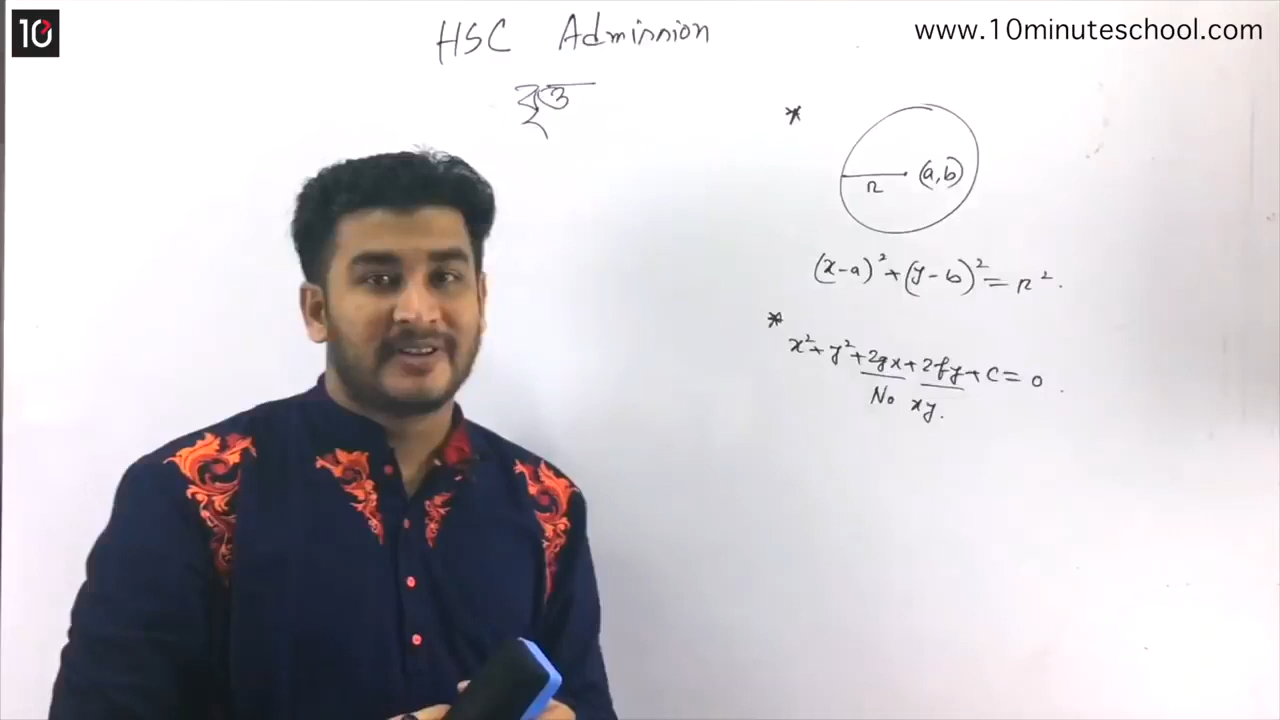 10
www.10minuteschool.com
HSC Admission
বৃত্ত
*
(a,b)
r
(x-a)²+(y-b)²=r².
*
x²+y²+2gx+2fy+c=0.
No xy.